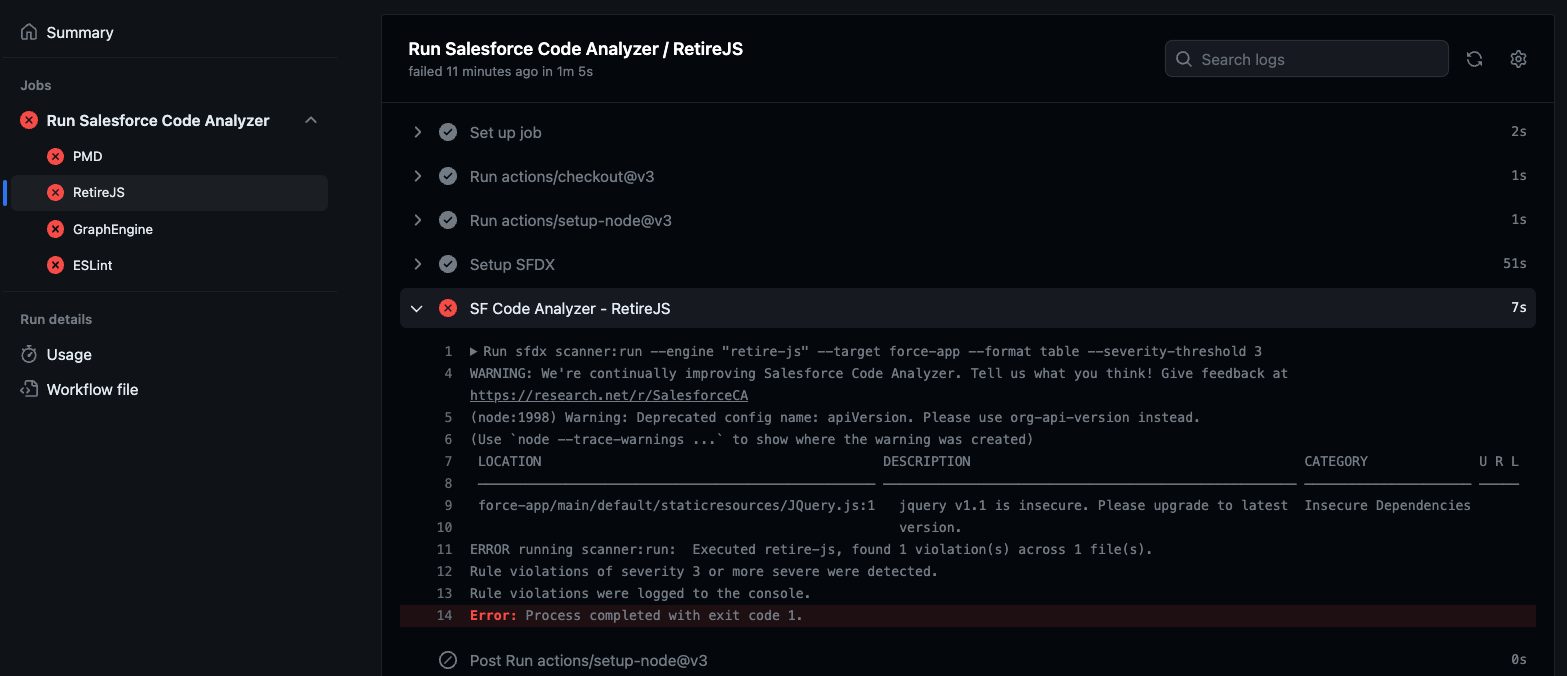 Summary
Jobs
Run Salesforce Code Analyzer
PMD
RetireJS
GraphEngine
ESLint
Run details
Usage
Workflow file
Run Salesforce Code Analyzer / RetireJS
failed 11 minutes ago in 1m 5s
Search logs
Set up job 2s
Run actions/checkout@v3 1s
Run actions/setup-node@v3 1s
Setup SFDX 51s
SF Code Analyzer - RetireJS 7s
1 Run sfdx scanner:run --engine "retire-js" --target force-app --format table --severity-threshold 3
4 WARNING: We're continually improving Salesforce Code Analyzer. Tell us what you think! Give feedback at
https://research.net/r/SalesforceCA
5 (node:1998) Warning: Deprecated config name: apiVersion. Please use org-api-version instead.
6 (Use `node --trace-warnings ...` to show where the warning was created)
7 LOCATION DESCRIPTION CATEGORY U R L
8
9 force-app/main/default/staticresources/JQuery.js:1 jquery v1.1 is insecure. Please upgrade to latest Insecure Dependencies
10 version.
11 ERROR running scanner:run:  Executed retire-js, found 1 violation(s) across 1 file(s).
12 Rule violations of severity 3 or more severe were detected.
13 Rule violations were logged to the console.
14 Error: Process completed with exit code 1.
Post Run actions/setup-node@v3 0s